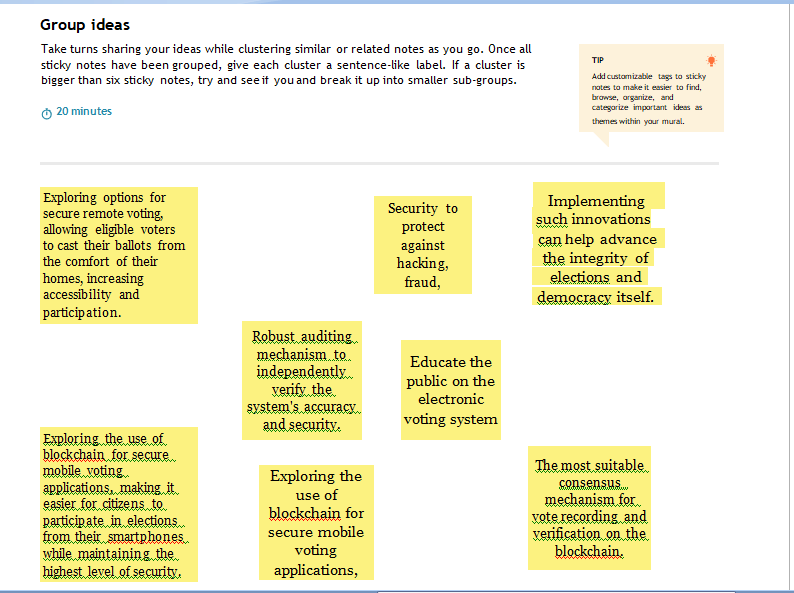 Group ideas
Take turns sharing your ideas while clustering similar or related notes as you go. Once all
sticky notes have been grouped, give each cluster a sentence-like label. If a cluster is
bigger than six sticky notes, try and see if you and break it up into smaller sub-groups.
20 minutes
TIP
Add customizable tags to sticky
notes to make it easier to find,
browse, organize, and
categorize important ideas as
themes within your mural.
Exploring options for
secure remote voting,
allowing eligible voters
to cast their ballots from
the comfort of their
homes, increasing
accessibility and
participation.
Security to
protect
against
hacking,
fraud,
Implementing
such innovations
can help advance
the integrity of
elections and
democracy itself.
Robust auditing
mechanism to
independently
verify the
system's accuracy
and security.
Educate the
public on the
electronic
voting system
Exploring the use of
blockchain for secure
mobile voting
applications, making it
easier for citizens to
participate in elections
from their smartphones
while maintaining the
highest level of security.
Exploring the
use of
blockchain for
secure mobile
voting
applications,
The most suitable
consensus
mechanism for
vote recording and
verification on the
blockchain.